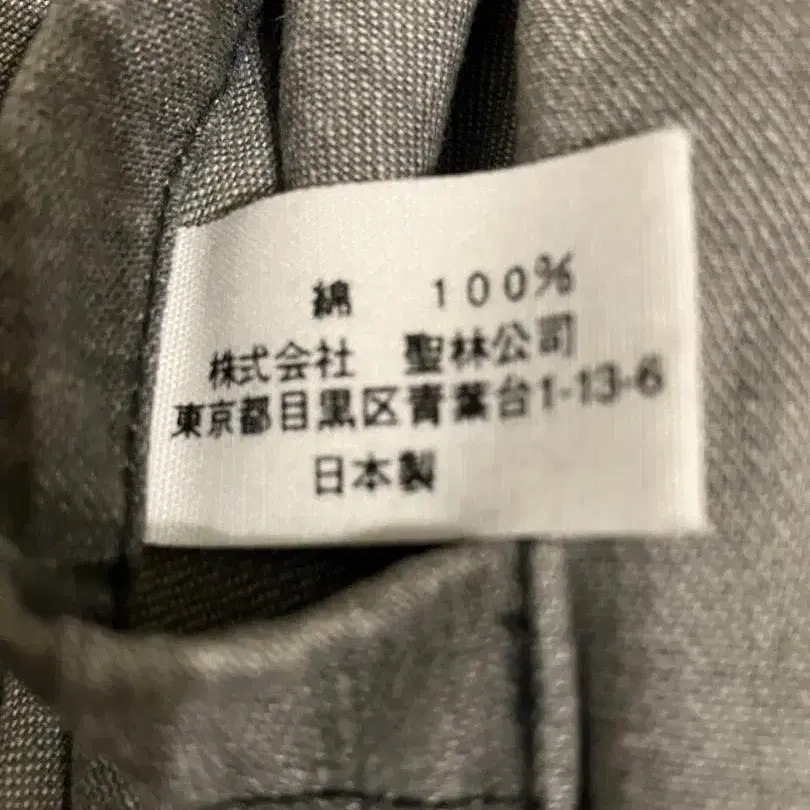 綿 100%
株式会社 聖林公司
東京都目黒区青葉台1-13-6
日本製